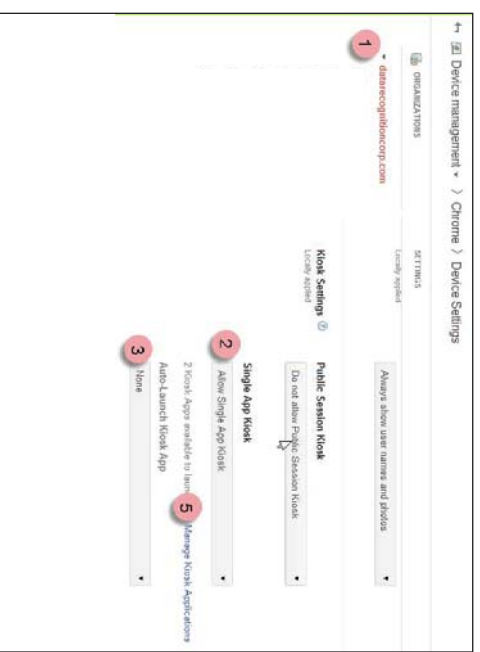 Device management > Chrome > Device Settings
ORGANIZATIONS
datarecognitioncorp.com
1
SETTINGS
Locally applied
Always show user names and photos
Kiosk Settings
Locally applied
Public Session Kiosk
Do not allow Public Session Kiosk
Single App Kiosk
2
Allow Single App Kiosk
2 Kiosk Apps available to laun
5
Manage Kiosk Applications
Auto-Launch Kiosk App
3
None